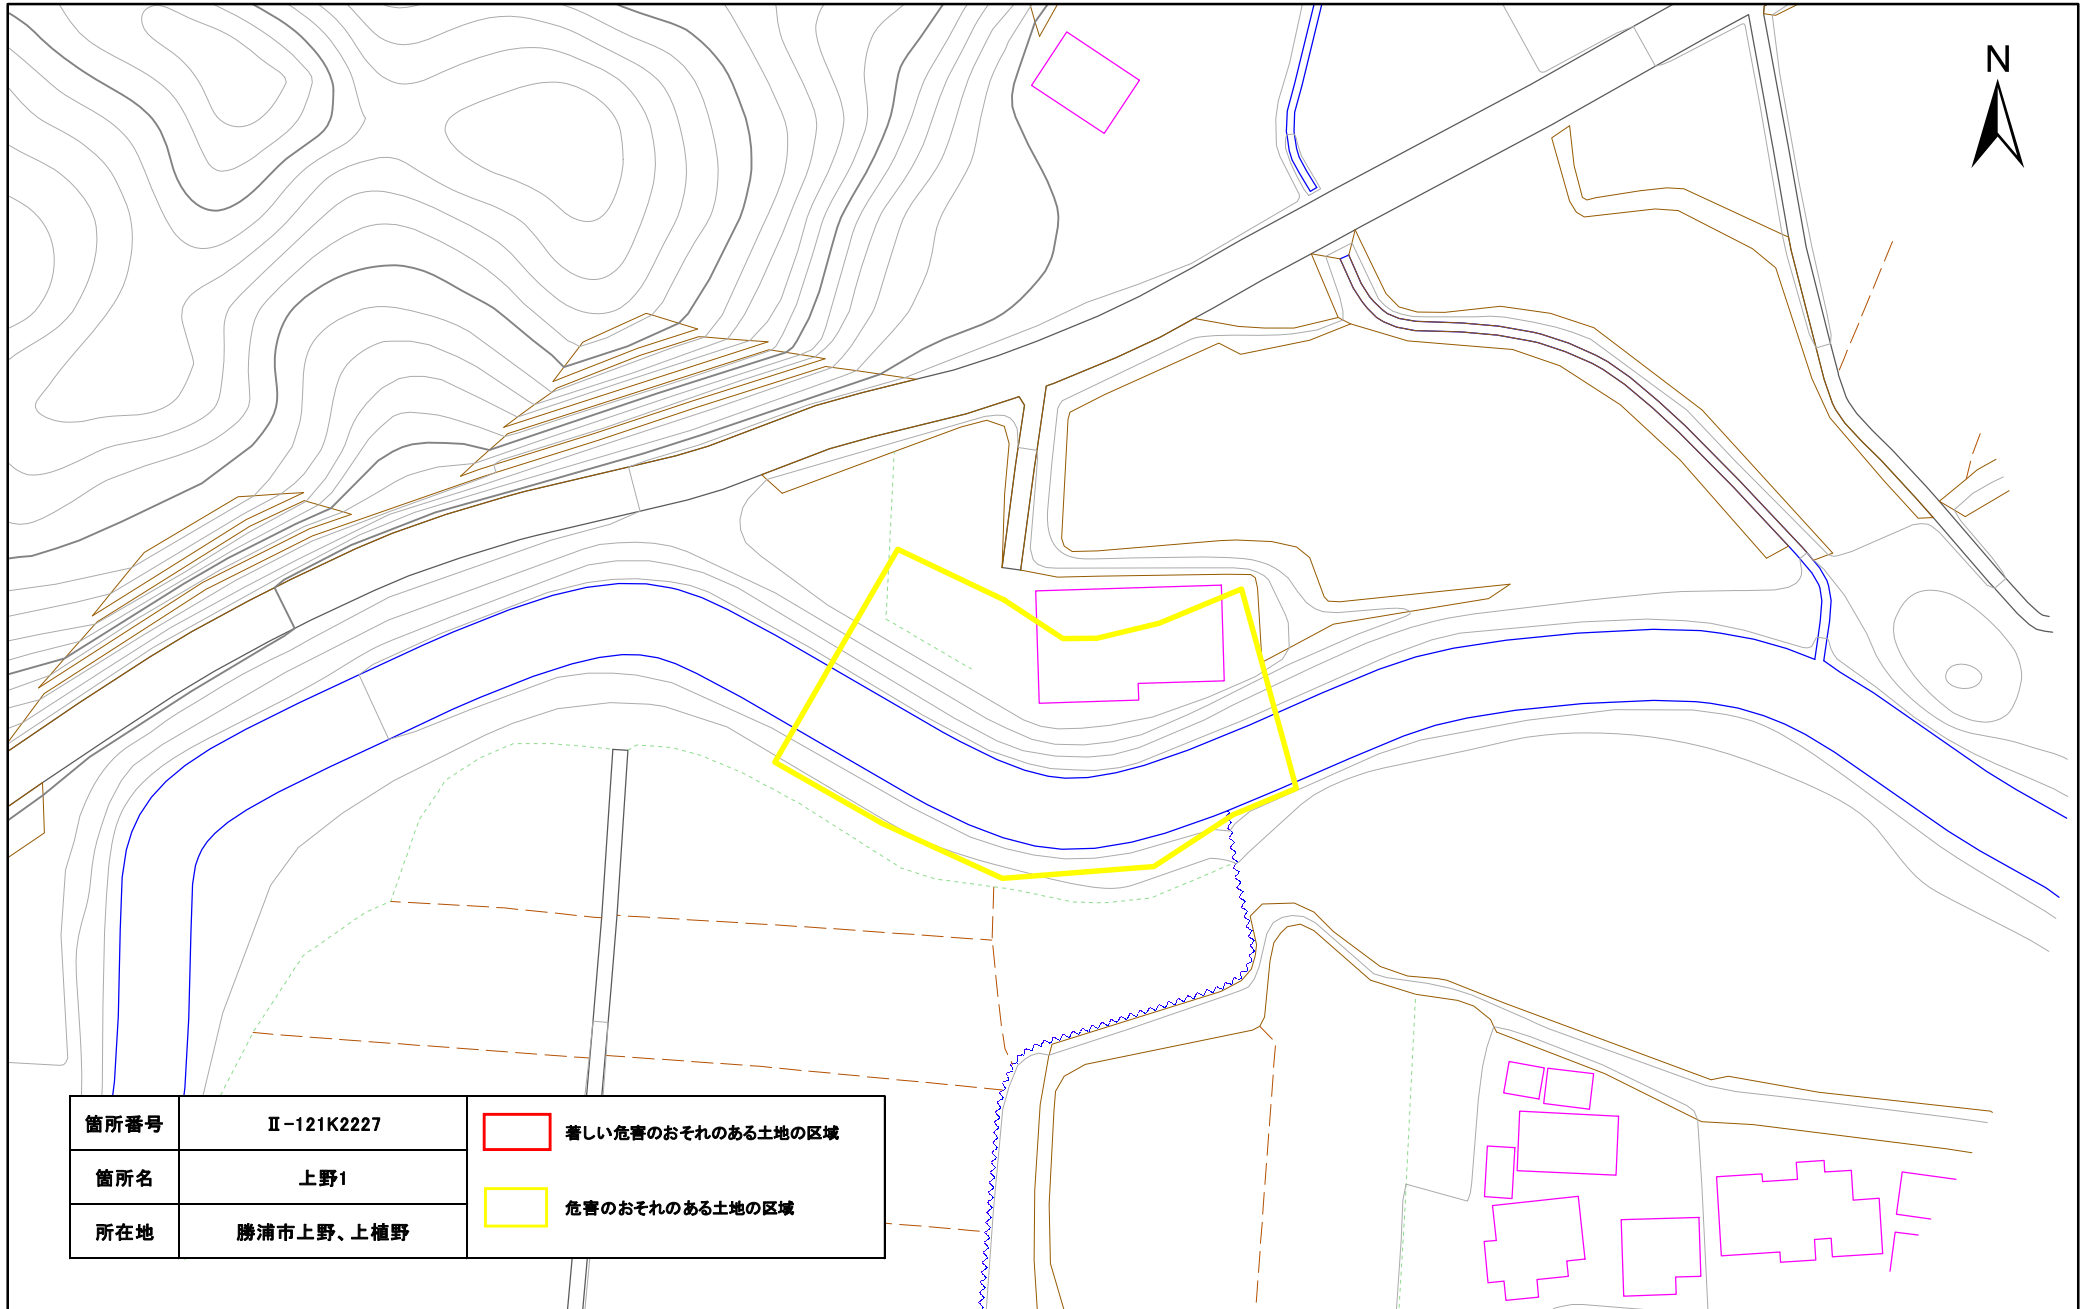 N
箇所番号 Ⅱ-121K2227
箇所名 上野1
所在地 勝浦市上野、上植野
著しい危害のおそれのある土地の区域
危害のおそれのある土地の区域